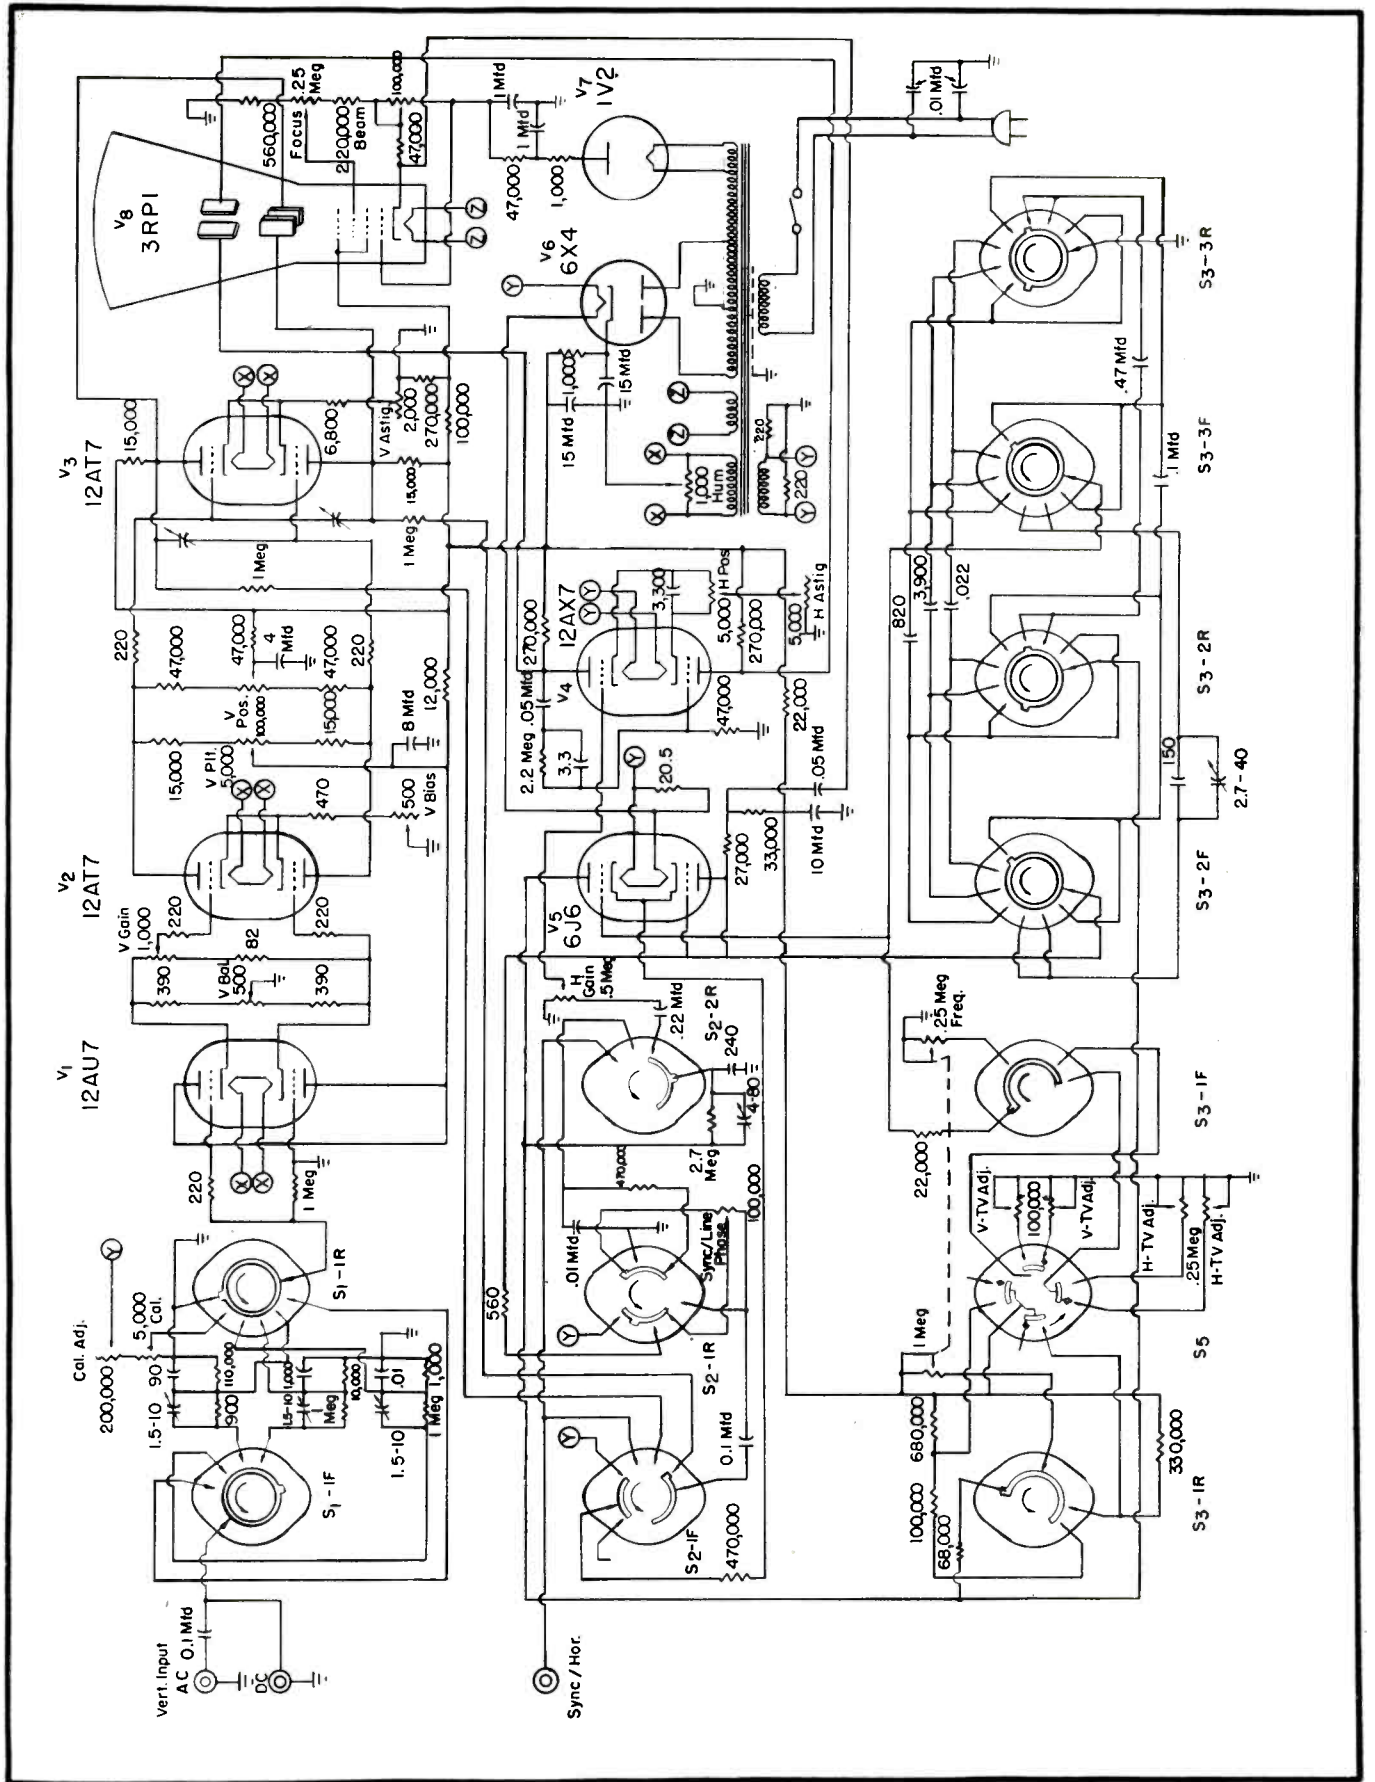 V8
3RP1
560,000
Focus
.25
Meg
220,000
Beam
100,000
47,000
Z
Z
1 Mfd
1 Mfd
47,000
1,000
V7
1V2
.01 Mfd
V6
6X4
Y
1,000
15 Mfd
15 Mfd
Z
Z
X
X
1,000
Hum
220
220
Y
Y
V3
12AT7
15,000
X
X
6,800
V Astig
2,000
270,000
100,000
15,000
1 Meg
1 Meg
220
47,000
47,000
4
Mfd
47,000
220
V
Pos.
100,000
15,000
15,000
V Plt.
5,000
8 Mfd
12,000
V2
12AT7
X
X
470
500
V Bias
V Gain
1,000
220
220
82
390
V Bal.
500
390
V1
12AU7
X
X
220
1 Meg
Y
Cal. Adj.
200,000
5,000
Cal.
S1-1R
1.5-10
90
110,000
900
1.5-10
1,000
1
Meg
10,000
.01
1.5-10
1 Meg
1,000
S1-1F
Vert. Input
AC
0.1 Mfd
DC
270,000
V4
12AX7
Y
Y
3,300
5,000
H Pos
270,000
5,000
H Astig
.05 Mfd
2.2 Meg
3.3
47,000
22,000
.05 Mfd
Y
20.5
V5
6J6
27,000
33,000
10 Mfd
H
Gain
.5 Meg
.22 Mfd
S2-2R
240
4-80
2.7
Meg
470,000
100,000
.01 Mfd
Sync/Line
Phase
Y
560
S2-1R
Y
0.1 Mfd
S2-1F
470,000
Sync/Hor.
S3-3R
.47 Mfd
S3-3F
.1 Mfd
820
3,900
.022
S3-2R
150
2.7-40
S3-2F
.25 Meg
Freq.
S3-1F
22,000
V-TV Adj.
100,000
V-TV Adj.
H-TV Adj.
.25 Meg
H-TV Adj.
S5
1 Meg
680,000
100,000
68,000
330,000
S3-1R